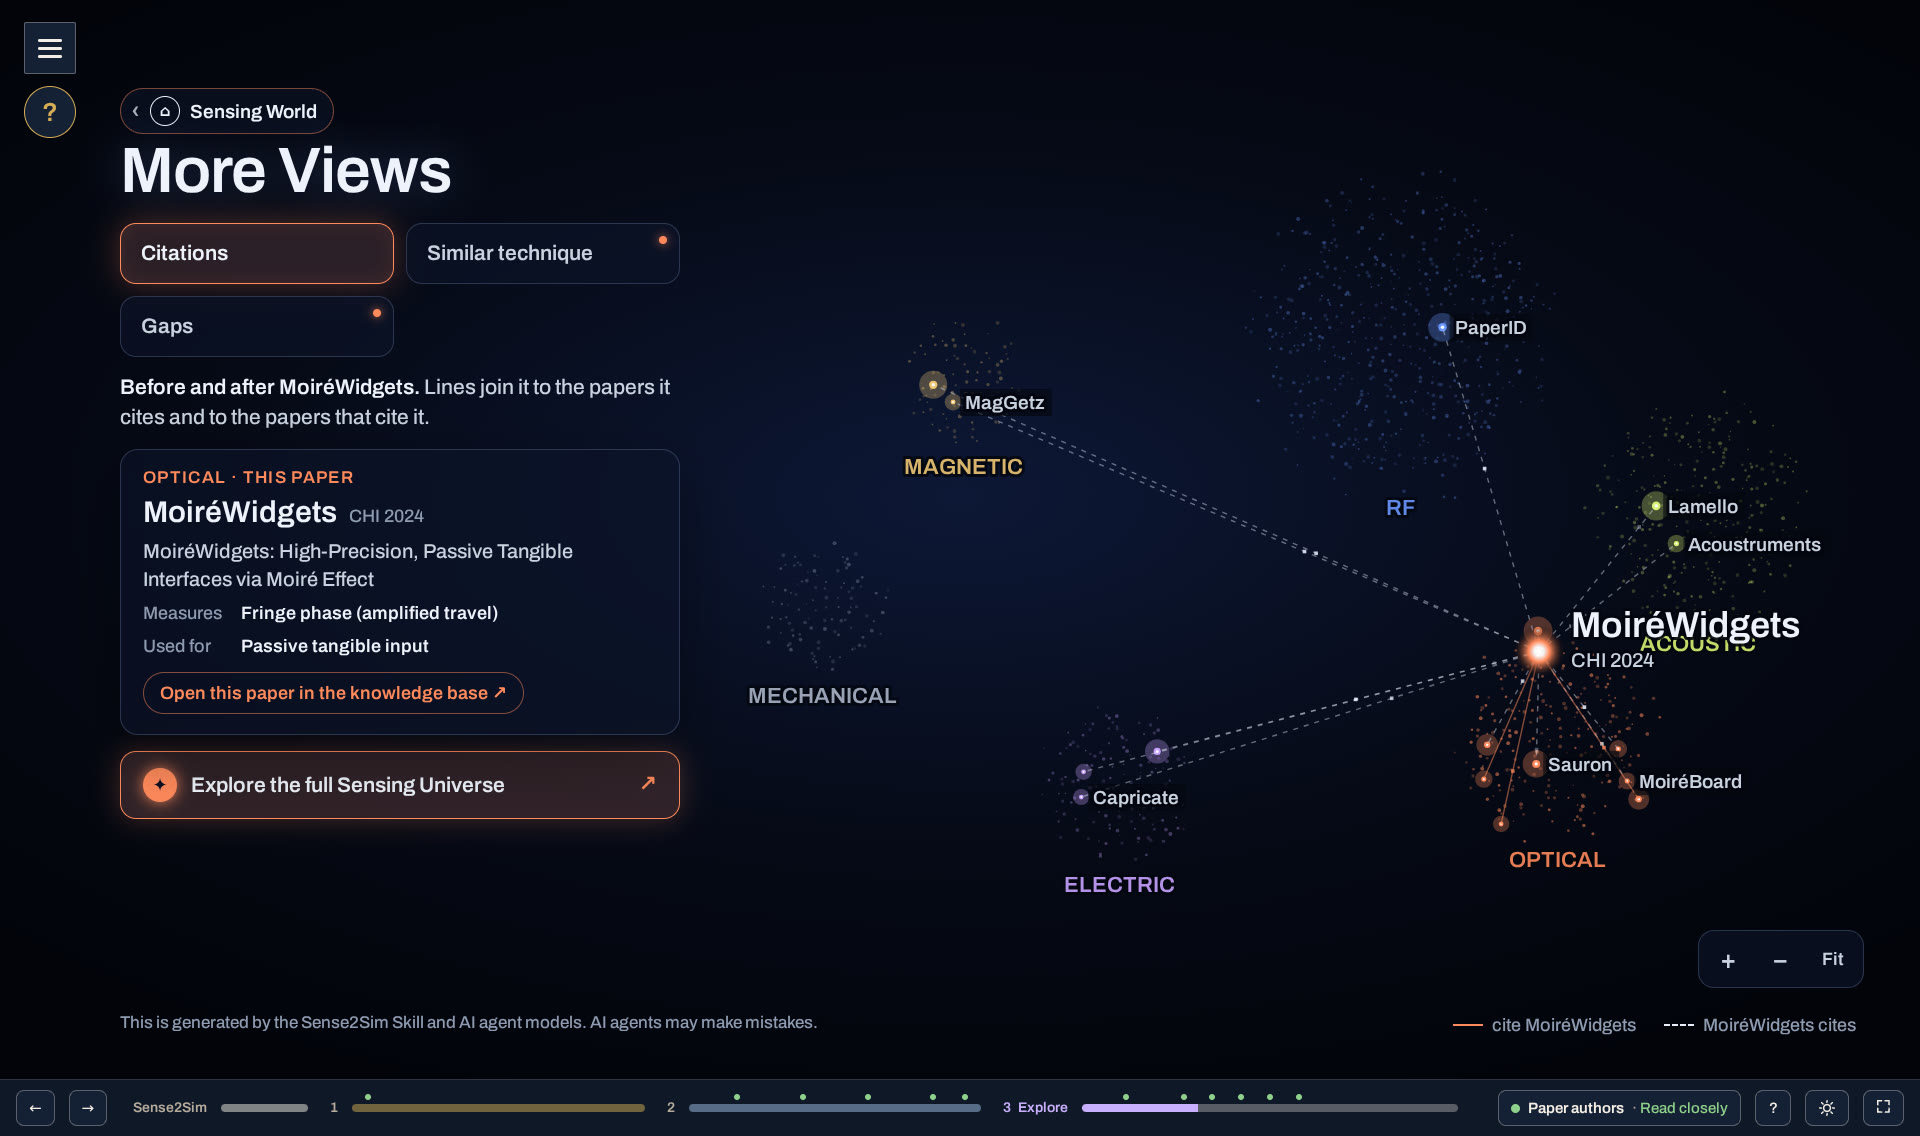 ?
Sensing World
More Views
Citations
Similar technique
Gaps
Before and after MoiréWidgets. Lines join it to the papers it
cites and to the papers that cite it.
OPTICAL · THIS PAPER
MoiréWidgets CHI 2024
MoiréWidgets: High-Precision, Passive Tangible
Interfaces via Moiré Effect
Measures Fringe phase (amplified travel)
Used for Passive tangible input
Open this paper in the knowledge base ↗
Explore the full Sensing Universe ↗
PaperID
MagGetz
MAGNETIC
RF
Lamello
Acoustruments
MoiréWidgets
ACOUSTIC
CHI 2024
MECHANICAL
Sauron
MoiréBoard
Capricate
OPTICAL
ELECTRIC
+ − Fit
This is generated by the Sense2Sim Skill and AI agent models. AI agents may make mistakes.
cite MoiréWidgets
MoiréWidgets cites
← → Sense2Sim 1 2 3 Explore Paper authors · Read closely ?